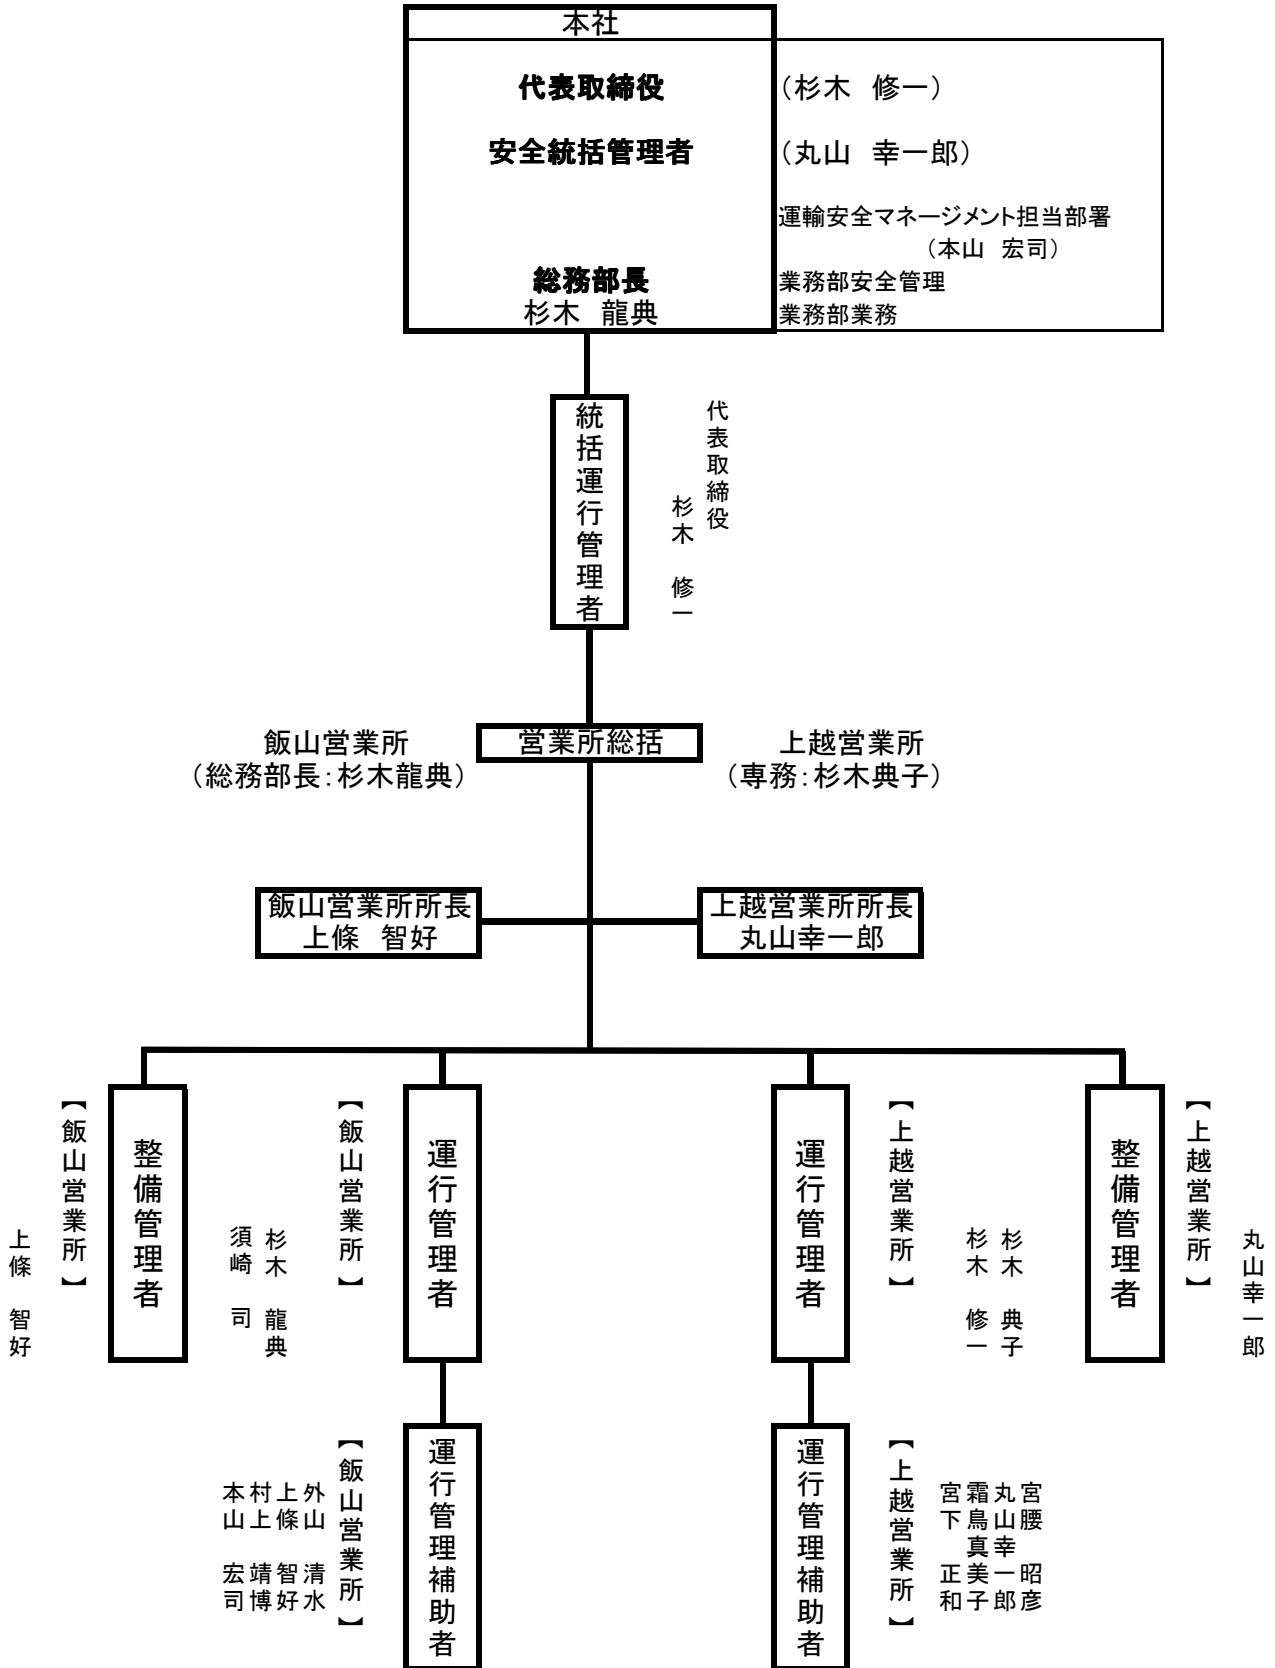 本社
代表取締役 （杉木　修一）
安全統括管理者 （丸山　幸一郎）
運輸安全マネージメント担当部署
（本山　宏司）
総務部長 業務部安全管理
杉木　龍典 業務部業務
統括運行管理者
代表取締役
杉木　修一
飯山営業所
（総務部長：杉木龍典）
営業所総括
上越営業所
（専務：杉木典子）
飯山営業所所長
上條　智好
上越営業所所長
丸山幸一郎
【飯山営業所】
上條　智好
整備管理者
【飯山営業所】
杉木　龍典
須崎　司
運行管理者
運行管理者
【上越営業所】
杉木　典子
杉木　修一
整備管理者
【上越営業所】
丸山幸一郎
【飯山営業所】
外山　清水
上條　智好
村上　靖博
本山　宏司
運行管理補助者
運行管理補助者
【上越営業所】
宮腰　昭彦
丸山幸一郎
霜鳥真美子
宮下　正和